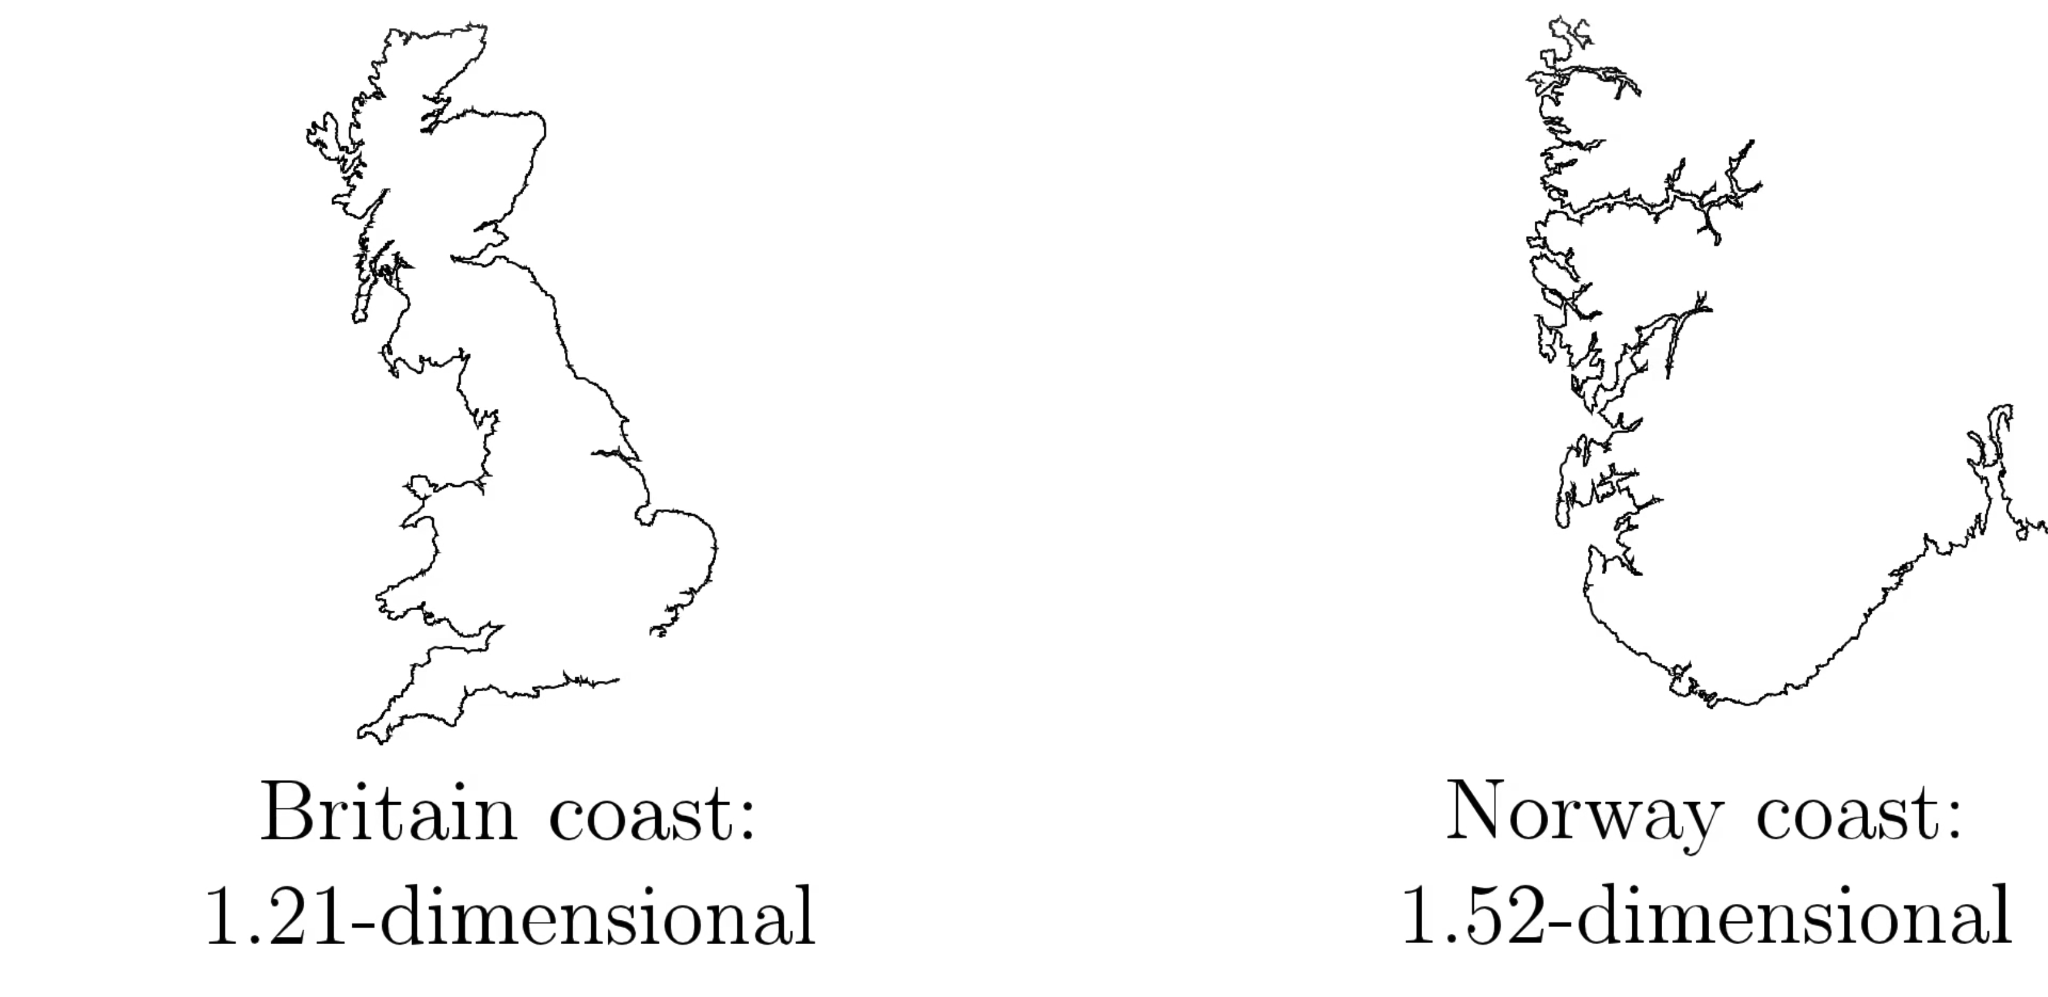 Britain coast:
1.21-dimensional
Norway coast:
1.52-dimensional